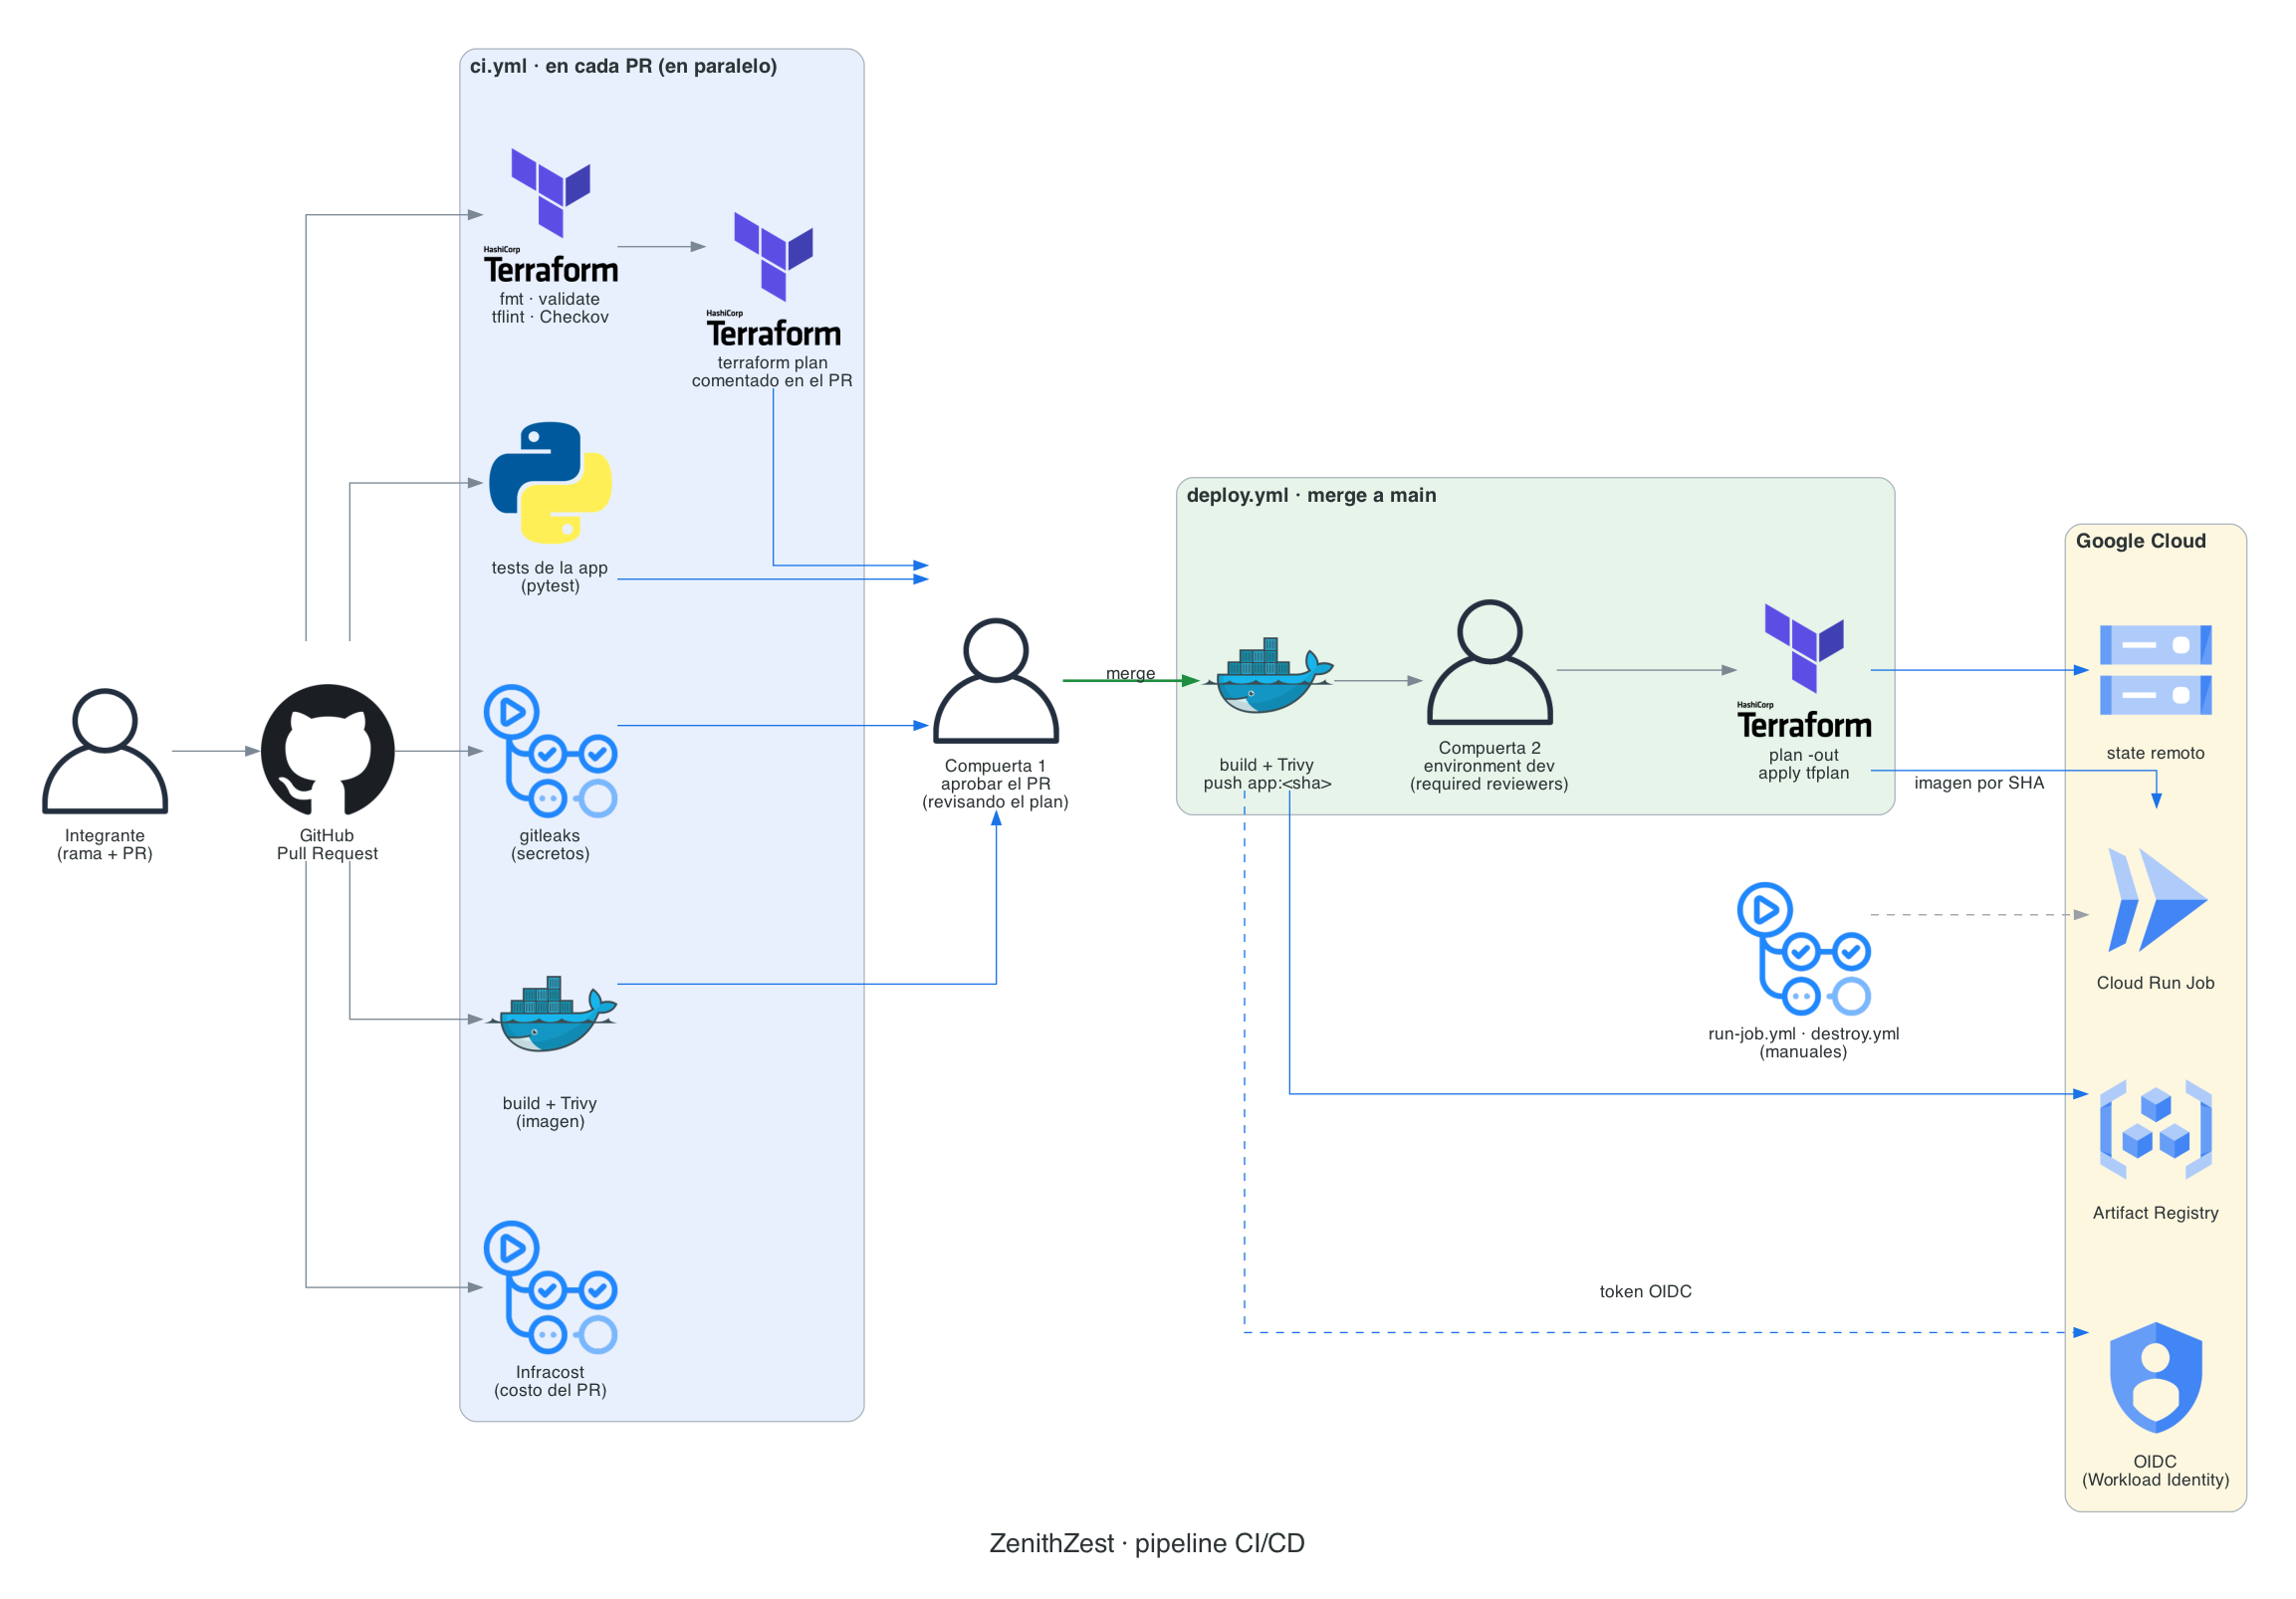 ci.yml · en cada PR (en paralelo)
HashiCorp
Terraform
fmt · validate
tflint · Checkov
HashiCorp
Terraform
terraform plan
comentado en el PR
tests de la app
(pytest)
Integrante
(rama + PR)
GitHub
Pull Request
gitleaks
(secretos)
build + Trivy
(imagen)
Infracost
(costo del PR)
Compuerta 1
aprobar el PR
(revisando el plan)
merge
deploy.yml · merge a main
build + Trivy
push app:<sha>
Compuerta 2
environment dev
(required reviewers)
HashiCorp
Terraform
plan -out
apply tfplan
imagen por SHA
run-job.yml · destroy.yml
(manuales)
token OIDC
Google Cloud
state remoto
Cloud Run Job
Artifact Registry
OIDC
(Workload Identity)
ZenithZest · pipeline CI/CD